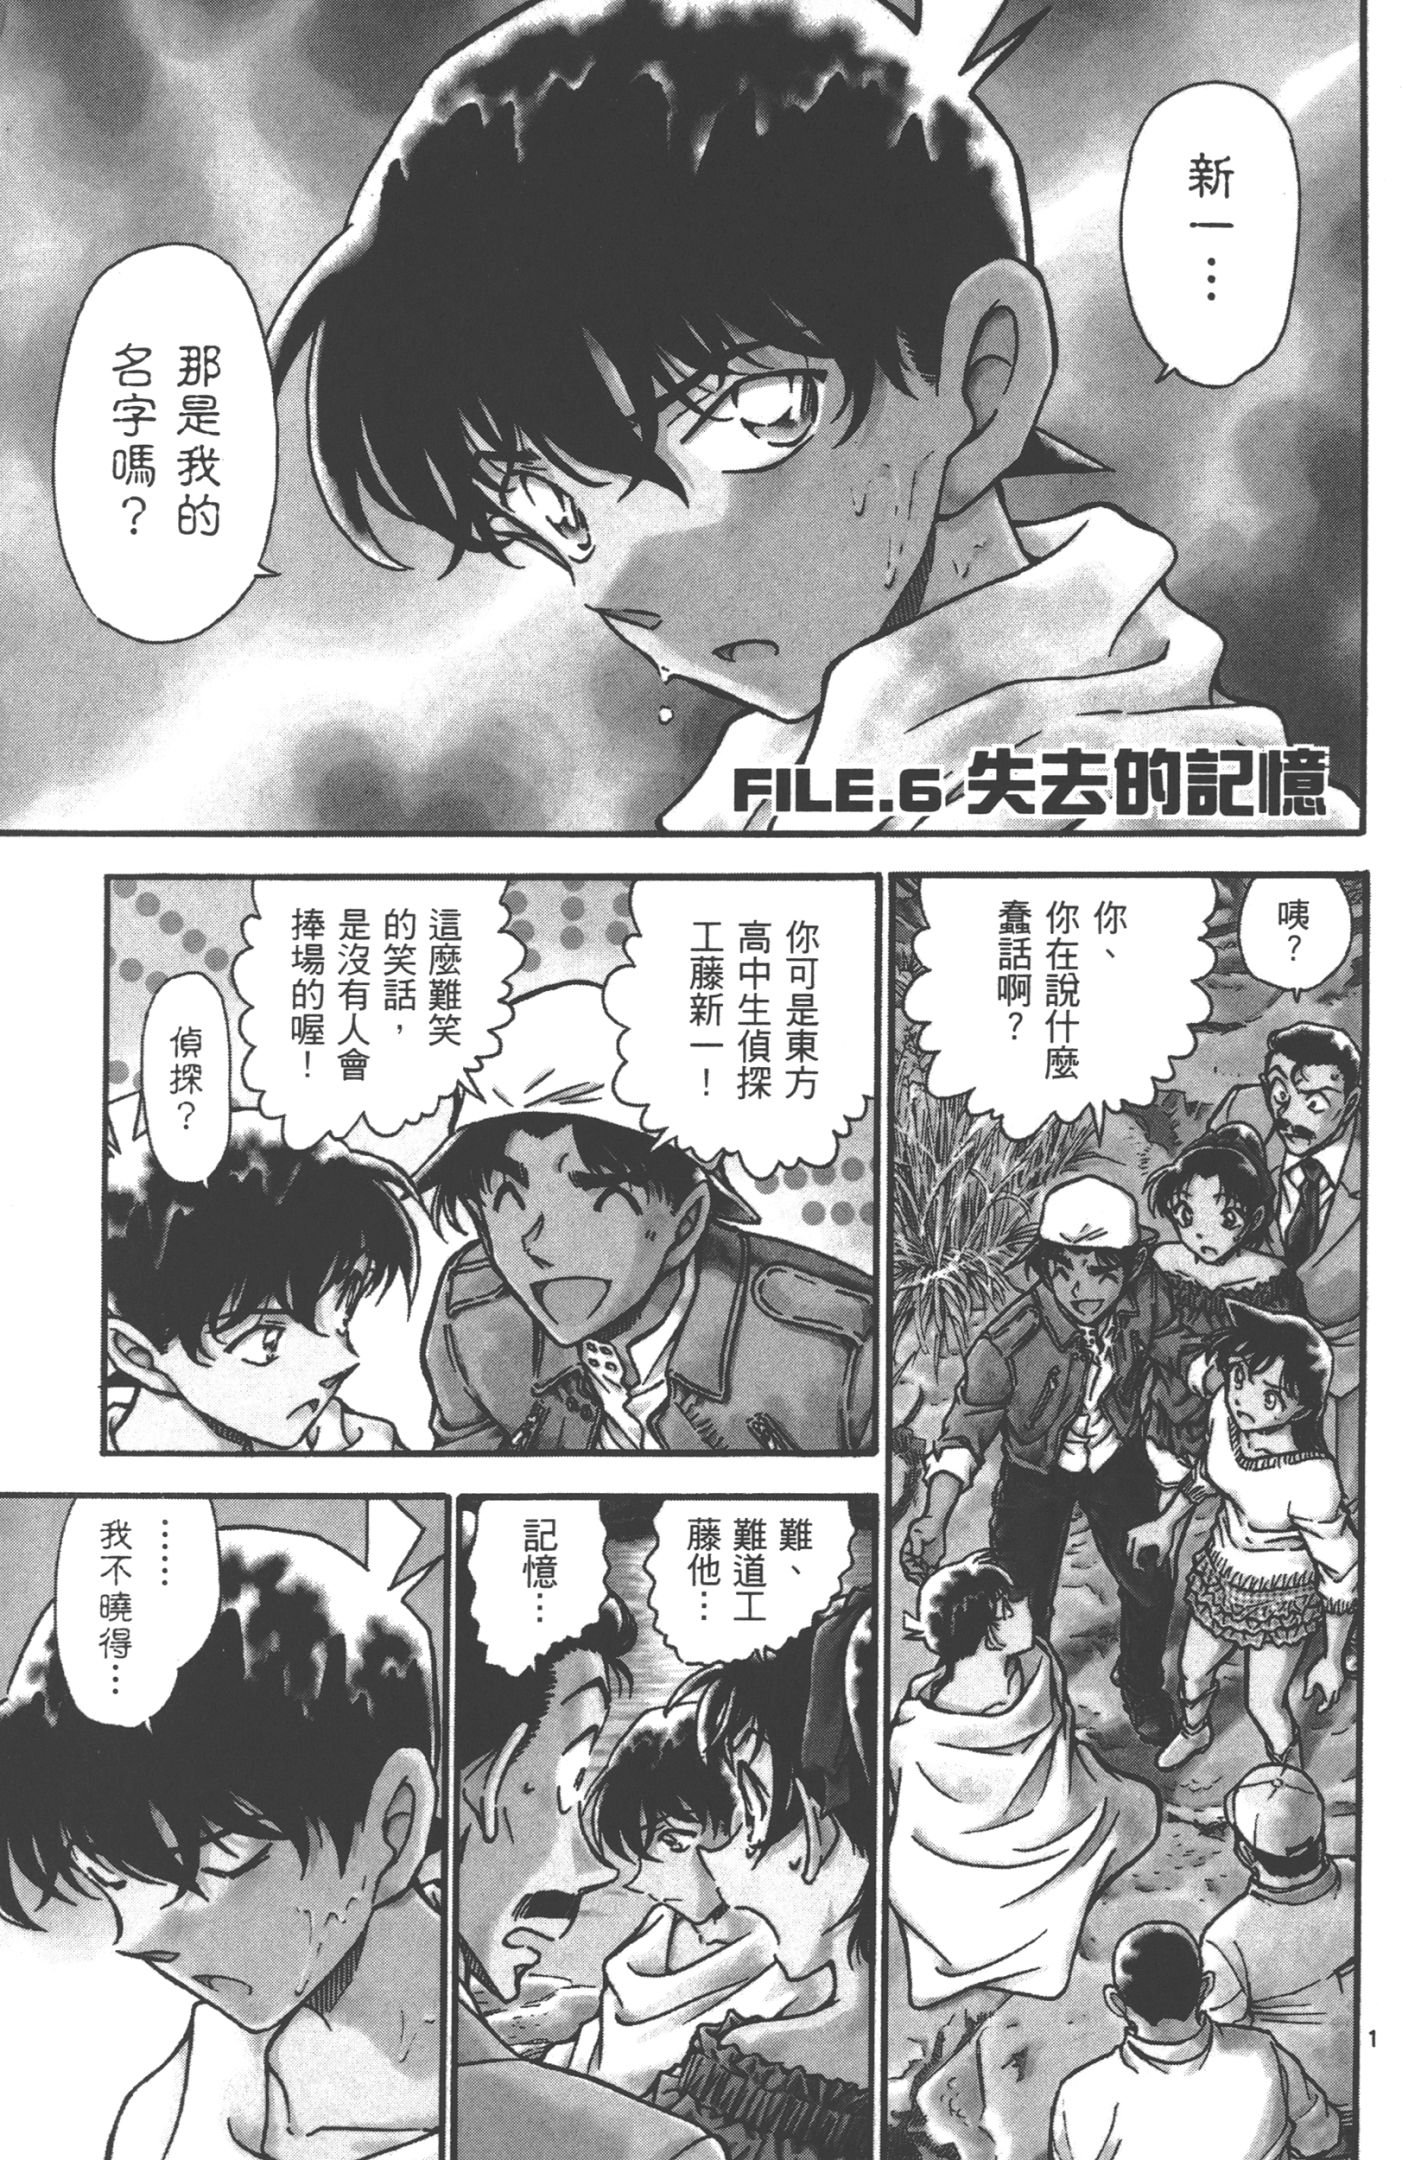 新一…
那是我的
名字嗎？
FILE.6 失去的記憶
咦？
你、
你在說什麼
蠢話啊？
你可是東方
高中生偵探
工藤新一！
這麼難笑
的笑話，
是沒有人會
捧場的喔！
偵探？
難、
難道工
藤他…
記憶…
……
我不曉得…
1